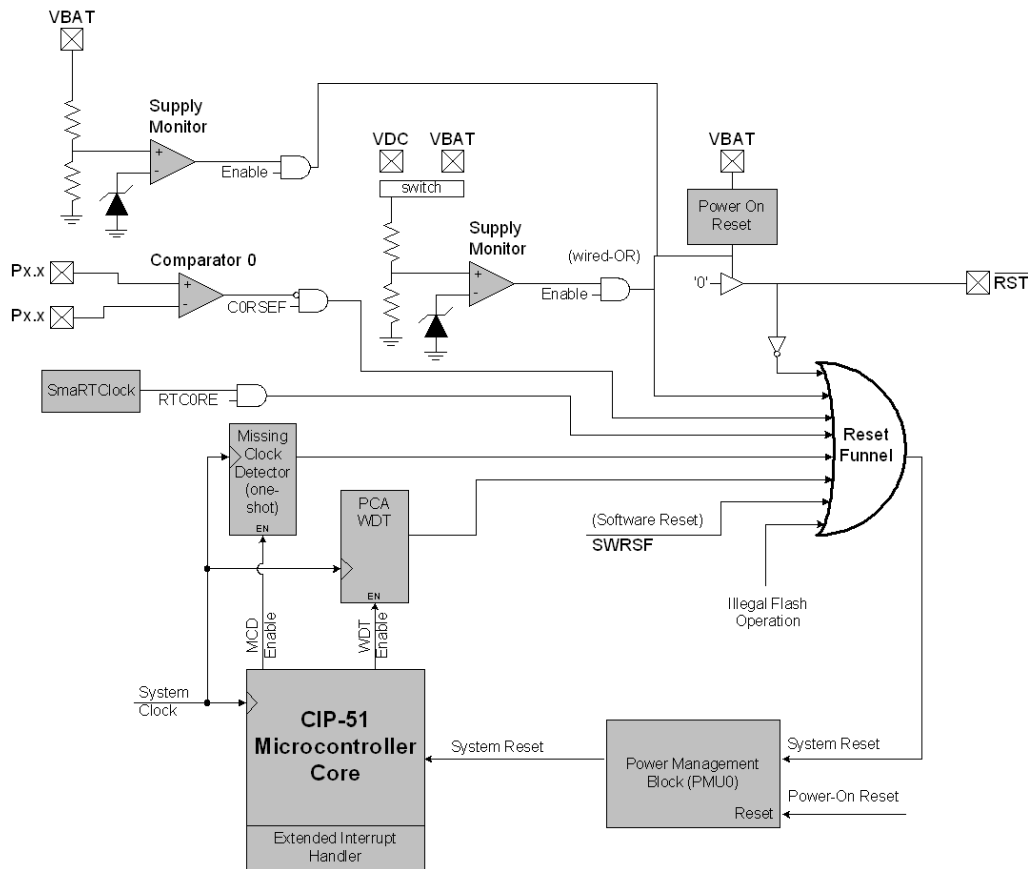 VBAT
Supply
Monitor
+
-
Enable
VDC
VBAT
switch
Supply
Monitor
+
-
Enable
(wired-OR)
VBAT
Power On
Reset
'0'
RST
Px.x
Px.x
Comparator 0
+
-
C0RSEF
SmaRTClock
RTC0RE
Missing
Clock
Detector
(one-
shot)
EN
PCA
WDT
EN
Reset
Funnel
(Software Reset)
SWRSF
Illegal Flash
Operation
MCD
Enable
WDT
Enable
System
Clock
CIP-51
Microcontroller
Core
Extended Interrupt
Handler
System Reset
Power Management
Block (PMU0)
Reset
System Reset
Power-On Reset